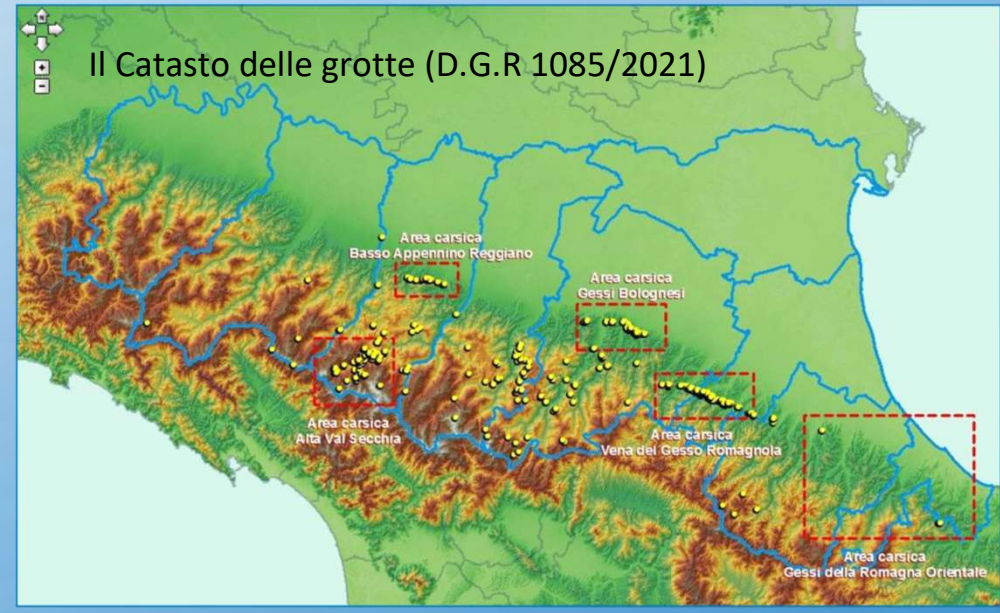 Il Catasto delle grotte (D.G.R 1085/2021)
Area carsica
Basso Appennino Reggiano
Area carsica
Gessi Bolognesi
Area carsica
Alta Val Secchia
Area carsica
Vena del Gesso Romagnola
Area carsica
Gessi della Romagna Orientale